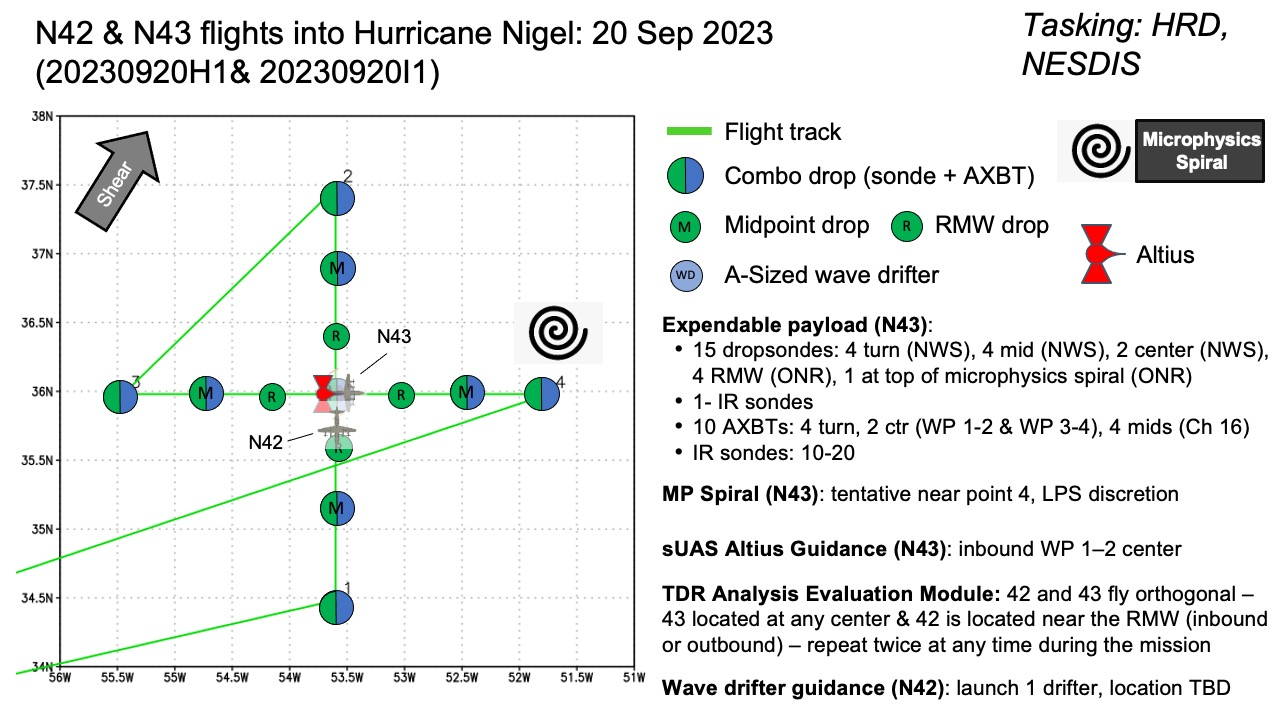 N42 & N43 flights into Hurricane Nigel: 20 Sep 2023
(20230920H1& 20230920I1)
Tasking: HRD,
NESDIS
38N
37.5N
37N
36.5N
36N
35.5N
35N
34.5N
34N
56W
55.5W
55W
54.5W
54W
53.5W
53W
52.5W
52W
51.5W
51W
Shear
2
M
R
N43
3
M
R
R
M
4
N42
R
M
1
Flight track
Combo drop (sonde + AXBT)
M
Midpoint drop
R
RMW drop
WD
A-Sized wave drifter
Microphysics
Spiral
Altius
Expendable payload (N43):
• 15 dropsondes: 4 turn (NWS), 4 mid (NWS), 2 center (NWS),
4 RMW (ONR), 1 at top of microphysics spiral (ONR)
• 1- IR sondes
• 10 AXBTs: 4 turn, 2 ctr (WP 1-2 & WP 3-4), 4 mids (Ch 16)
• IR sondes: 10-20
MP Spiral (N43): tentative near point 4, LPS discretion
sUAS Altius Guidance (N43): inbound WP 1–2 center
TDR Analysis Evaluation Module: 42 and 43 fly orthogonal –
43 located at any center & 42 is located near the RMW (inbound
or outbound) – repeat twice at any time during the mission
Wave drifter guidance (N42): launch 1 drifter, location TBD